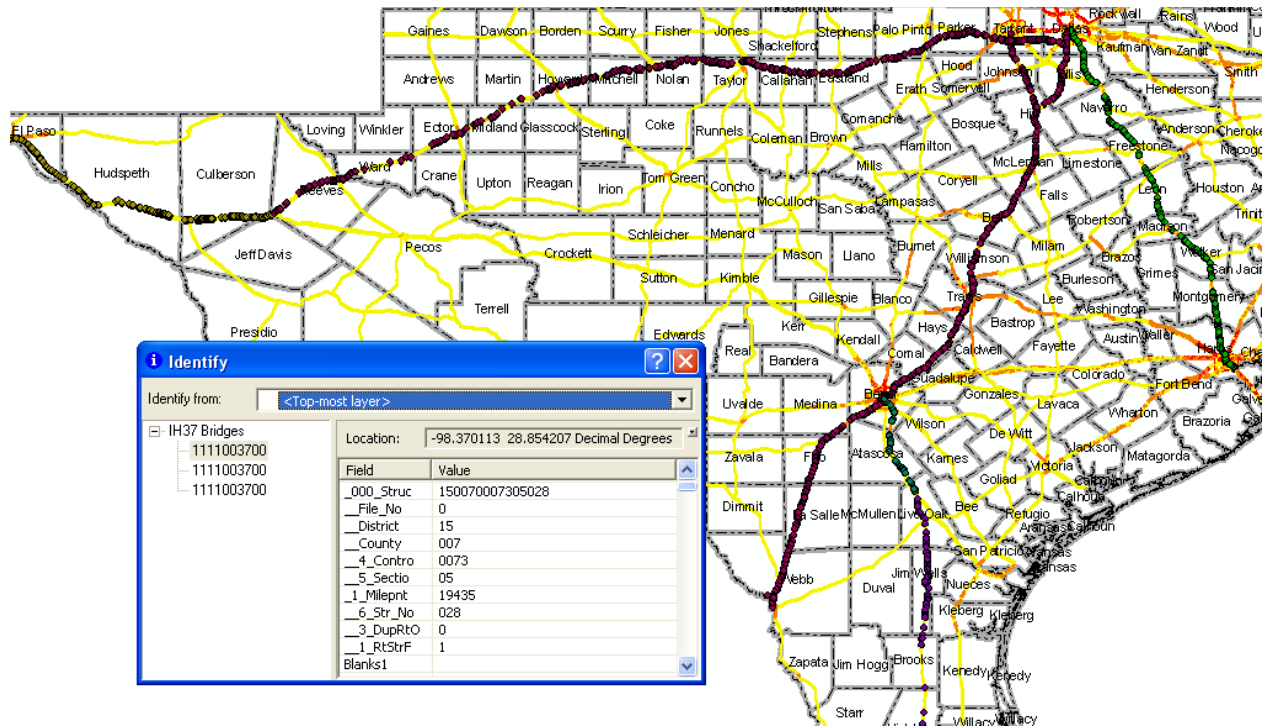 Rockwall Rains
Wood
Gaines Dawson Borden Scurry Fisher Jones
Shackelford
Stephens Palo Pinto Parker Tarrant Dallas
Kaufman Van Zandt
Smith
Andrews Martin Howard Mitchell Nolan Taylor Callahan Eastland
Hood Johnson Ellis
Erath Somervell
Henderson
Navarro
El Paso
Hudspeth
Culberson
Loving Winkler
Ector Midland Glasscock Sterling Coke Runnels Coleman Brown
Comanche
Bosque
Hamilton
Anderson
Freestone
Ward
Reeves
Crane Upton Reagan Irion Tom Green Concho
McCulloch
San Saba
Mills
Lampasas
Coryell
McLennan Limestone
Falls
Leon Houston
Robertson
Madison
Trinity
Jeff Davis
Pecos
Crockett
Schleicher Menard
Mason Llano
Burnet
Milam
Williamson
Brazos
Walker
Grimes
San Jacinto
Burleson
Presidio
Terrell
Sutton Kimble
Gillespie Blanco
Travis
Lee
Washington
Montgomery
Edwards
Kerr
Kendall
Hays
Bastrop
Austin Waller
Harris
Real
Bandera
Comal
Caldwell
Fayette
Guadalupe
Colorado
Fort Bend
Uvalde Medina
Gonzales
Lavaca
Wharton
Brazoria
Wilson
De Witt
Jackson
Matagorda
Zavala
Frio
Atascosa
Karnes
Victoria
Goliad
Calhoun
Dimmit
La Salle McMullen Live Oak
Bee
Refugio
Aransas Calhoun
San Patricio
Aransas
Webb
Duval
Jim Wells
Nueces
Kleberg Kleberg
Zapata Jim Hogg Brooks
Kenedy Kenedy
Starr
Willacy Willacy
Identify
Identify from: <Top-most layer>
IH37 Bridges
1111003700
1111003700
1111003700
Location: -98.370113 28.854207 Decimal Degrees
Field Value
_000_Struc 150070007305028
__File_No 0
__District 15
__County 007
__4_Contro 0073
__5_Sectio 05
_1_Milepnt 19435
__6_Str_No 028
__3_DupRtO 0
__1_RtStrF 1
Blanks1